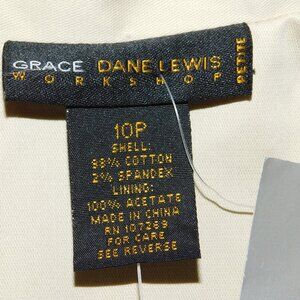 GRACE DANE LEWIS
WORKSHOP
PETITE
10P
SHELL:
98% COTTON
2% SPANDEX
LINING:
100% ACETATE
MADE IN CHINA
RN 107269
FOR CARE
SEE REVERSE